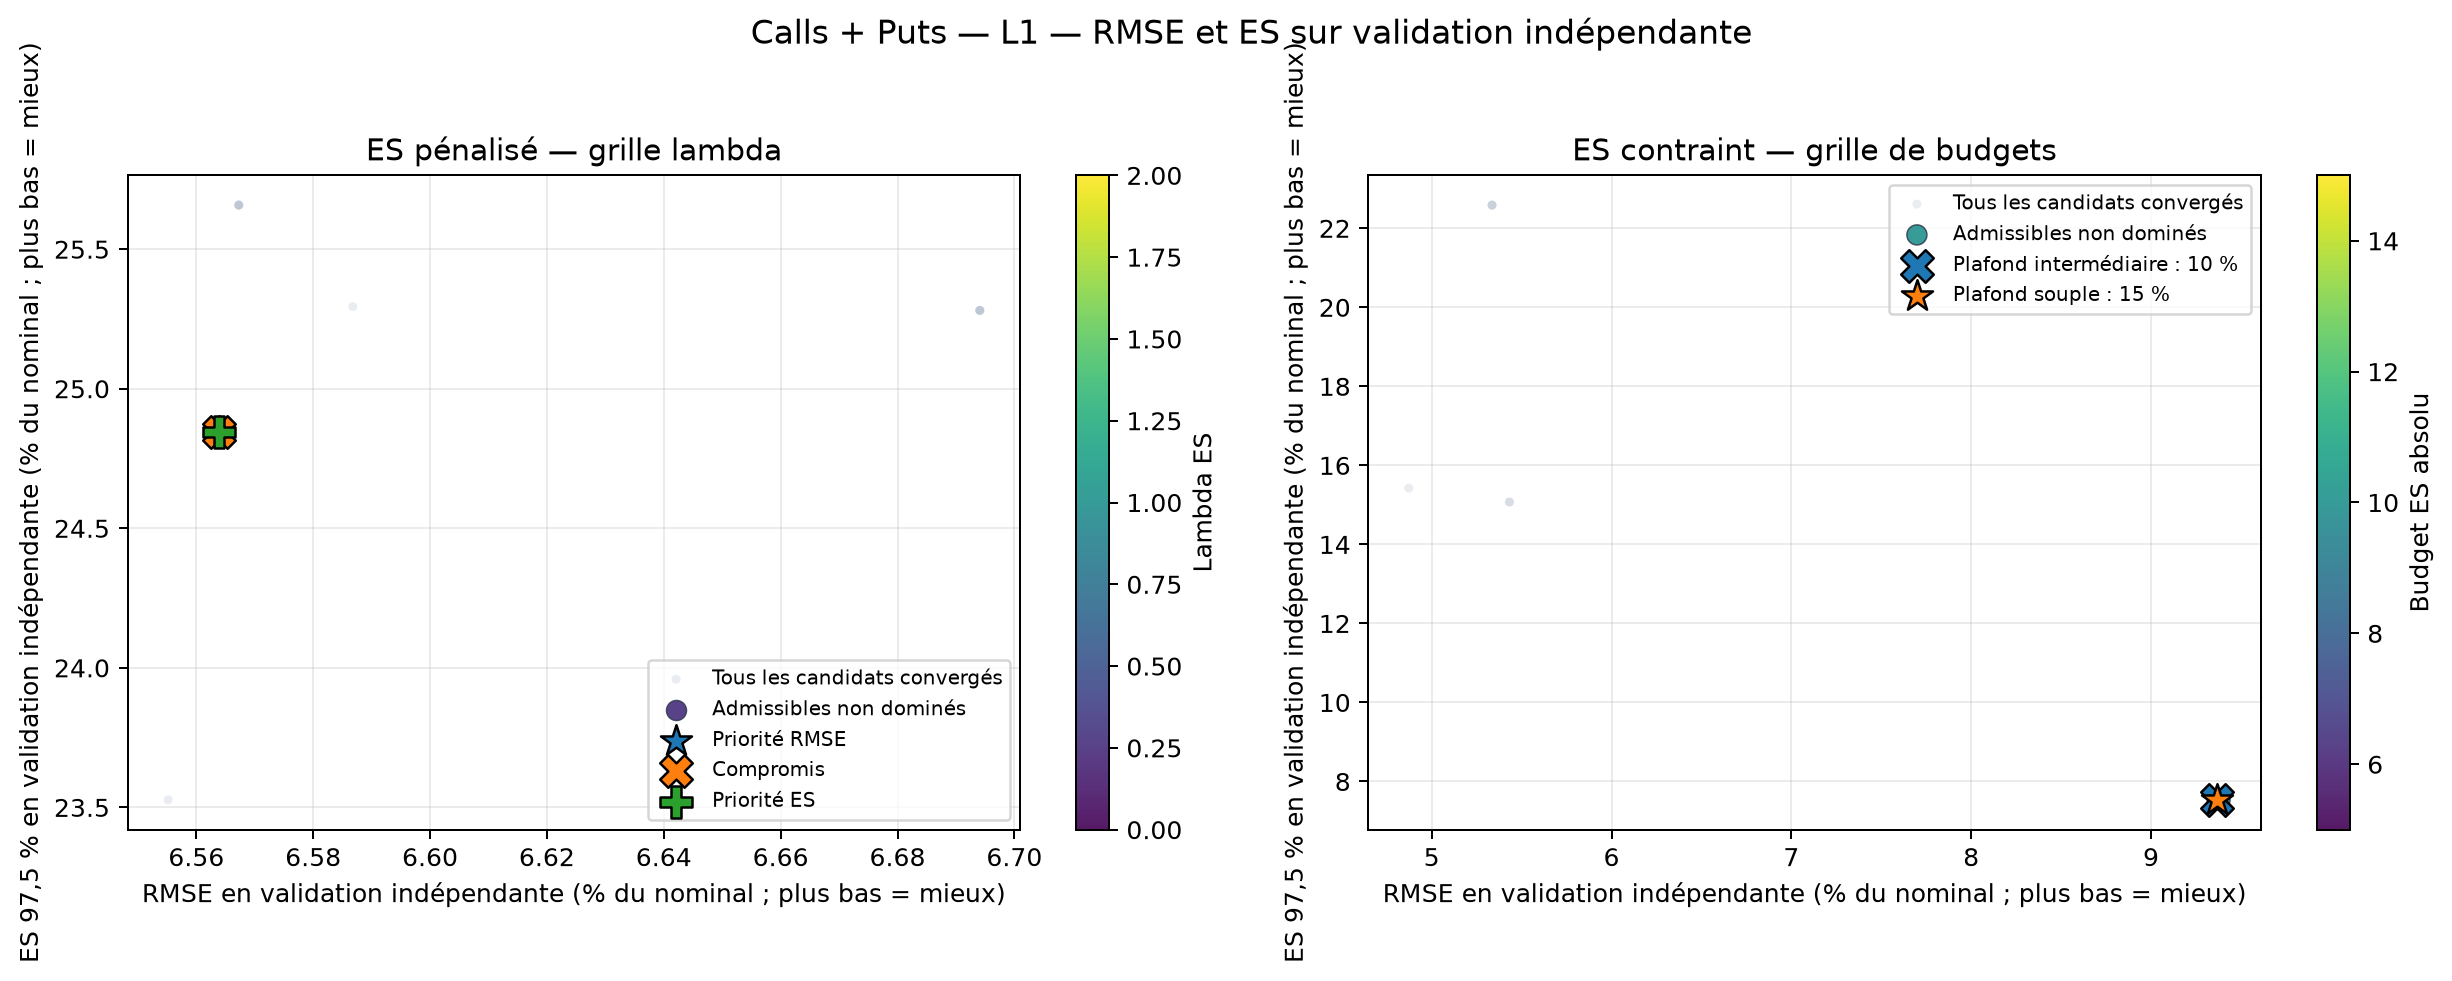 Calls + Puts — L1 — RMSE et ES sur validation indépendante
ES pénalisé — grille lambda
ES 97,5 % en validation indépendante (% du nominal ; plus bas = mieux)
25.5
25.0
24.5
24.0
23.5
6.56 6.58 6.60 6.62 6.64 6.66 6.68 6.70
RMSE en validation indépendante (% du nominal ; plus bas = mieux)
Tous les candidats convergés
Admissibles non dominés
Priorité RMSE
Compromis
Priorité ES
2.00
1.75
1.50
1.25
1.00
0.75
0.50
0.25
0.00
Lambda ES
ES contraint — grille de budgets
ES 97,5 % en validation indépendante (% du nominal ; plus bas = mieux)
22
20
18
16
14
12
10
8
5 6 7 8 9
RMSE en validation indépendante (% du nominal ; plus bas = mieux)
Tous les candidats convergés
Admissibles non dominés
Plafond intermédiaire : 10 %
Plafond souple : 15 %
14
12
10
8
6
Budget ES absolu